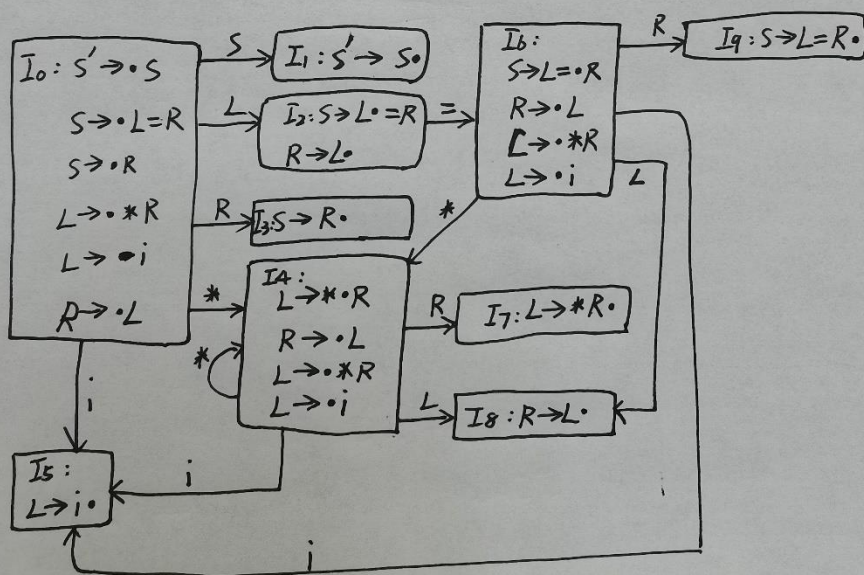 I0: S' → ·S
S → ·L=R
S → ·R
L → ·*R
L → ·i
R → ·L
S
I1: S' → S·
L
I2: S → L·=R
R → L·
=
I6:
S → L=·R
R → ·L
L → ·*R
L → ·i
R
I9: S → L=R·
L
R
I3: S → R·
*
*
I4:
L → *·R
R → ·L
L → ·*R
L → ·i
*
R
I7: L → *R·
L
I8: R → L·
i
I5:
L → i·
i
i